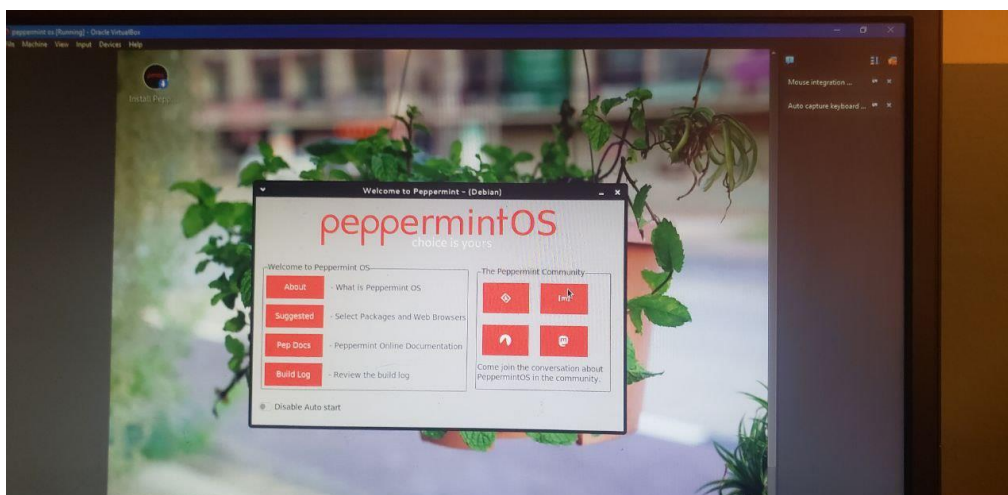 peppermint os [Running] - Oracle VirtualBox
File Machine View Input Devices Help
Install Pepp...
Mouse integration ...
Auto capture keyboard ...
Welcome to Peppermint - (Debian)
peppermintOS
choice is yours
Welcome to Peppermint OS
About - What is Peppermint OS
Suggested - Select Packages and Web Browsers
Pep Docs - Peppermint Online Documentation
Build Log - Review the build log
The Peppermint Community
[m]
Come join the conversation about
PeppermintOS in the community.
Disable Auto start